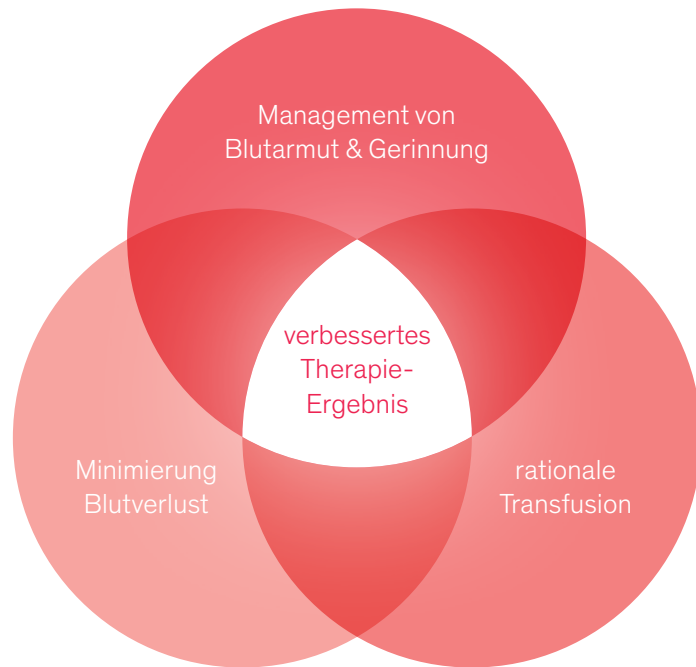 Management von
Blutarmut & Gerinnung
verbessertes
Therapie-
Ergebnis
Minimierung
Blutverlust
rationale
Transfusion